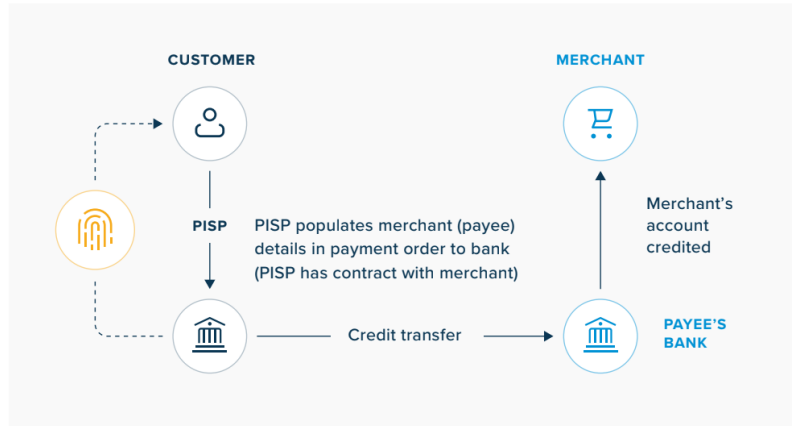 CUSTOMER
MERCHANT
PISP
PISP populates merchant (payee)
details in payment order to bank
(PISP has contract with merchant)
Merchant’s
account
credited
Credit transfer
PAYEE’S
BANK